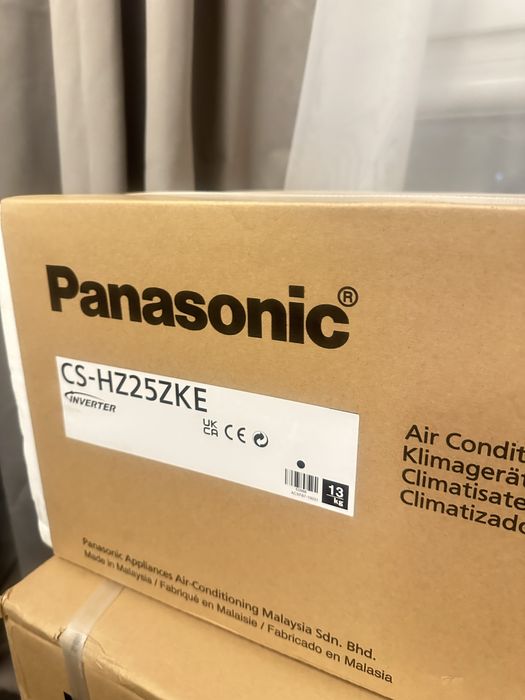 Panasonic®
CS-HZ25ZKE
INVERTER
UK
CA CE
13
kg
Air Condit
Klimagerät
Climatisate
Climatizado
Panasonic Appliances Air-Conditioning Malaysia Sdn. Bhd.
Made in Malaysia / Fabriqué en Malaisie / Fabricado en Malasia